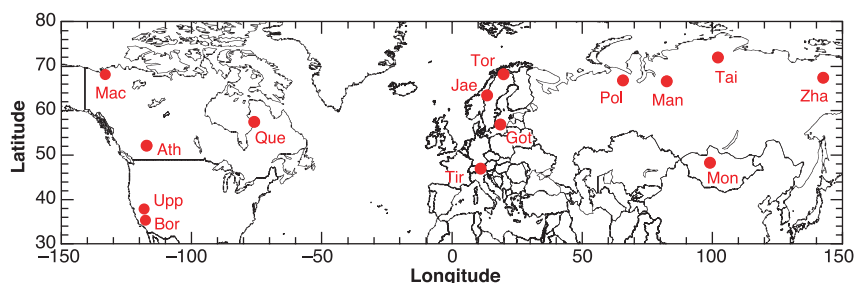 80
70
60
50
40
30
Latitude
Mac
Ath
Upp
Bor
Que
Tor
Jae
Got
Tir
Pol
Man
Tai
Zha
Mon
−150
−100
−50
0
50
100
150
Longitude